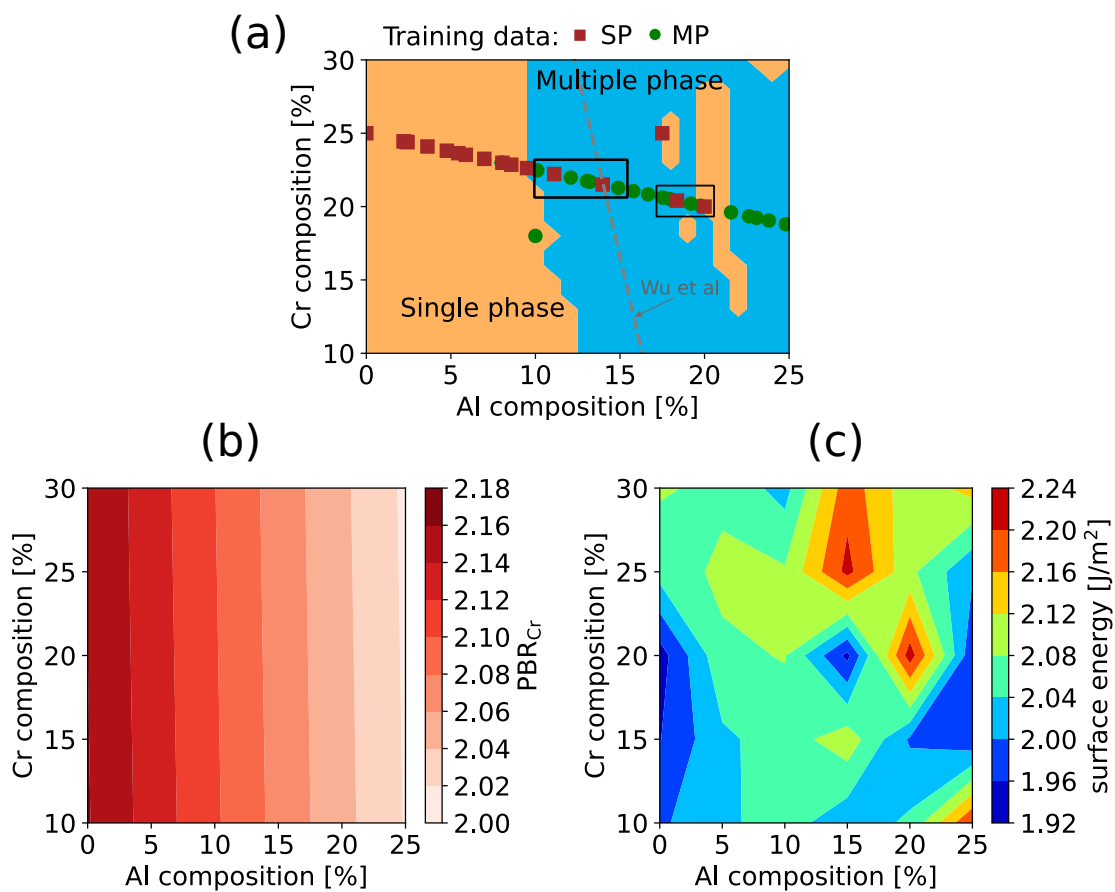 (a)
Training data: SP MP
Cr composition [%]
30
25
20
15
10
Multiple phase
Single phase
Wu et al
0 5 10 15 20 25
Al composition [%]
(b)
Cr composition [%]
30
25
20
15
10
0 5 10 15 20 25
Al composition [%]
2.18
2.16
2.14
2.12
2.10
2.08
2.06
2.04
2.02
2.00
PBR_Cr
(c)
Cr composition [%]
30
25
20
15
10
0 5 10 15 20 25
Al composition [%]
2.24
2.20
2.16
2.12
2.08
2.04
2.00
1.96
1.92
surface energy [J/m²]